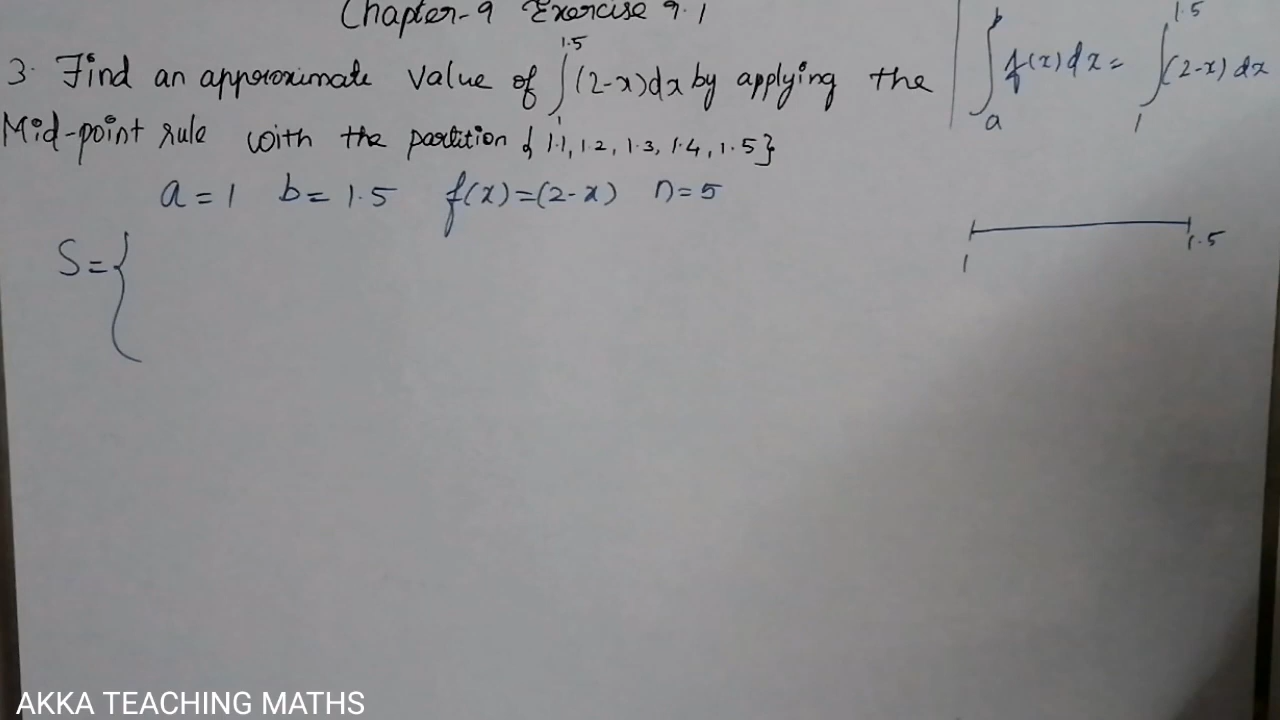 Chapter-9 Exercise 9.1
3. Find an approximate value of ∫₁^1.5 (2-x)dx by applying the
Mid-point rule with the partition { 1.1, 1.2, 1.3, 1.4, 1.5}
a = 1 b = 1.5 f(x) = (2-x) n = 5
S = {
∫ₐ^b f(x)dx = ∫₁^1.5 (2-x) dx
1 1.5
AKKA TEACHING MATHS